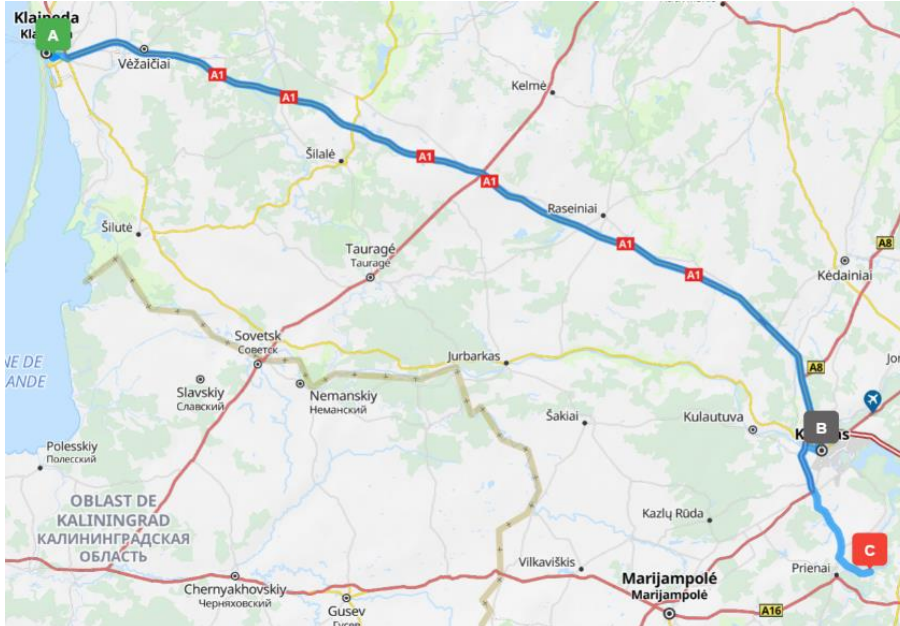 Klaipėda
A
Vėžaičiai
A1
A1
Kelmė
Šilalė
A1
A1
Raseiniai
Šilutė
A1
A8
Tauragė
Tauragė
A1
Kėdainiai
Sovetsk
Советск
Jurbarkas
A8
NE DE
ANDE
Slavskiy
Славский
Nemanskiy
Неманский
Šakiai
Kulautuva
B
Polesskiy
Полесский
OBLAST DE
KALININGRAD
КАЛИНИНГРАДСКАЯ
ОБЛАСТЬ
Kazlų Rūda
C
Prienai
Vilkaviškis
Chernyakhovskiy
Черняховский
Marijampolé
Marijampolė
A16
Gusev